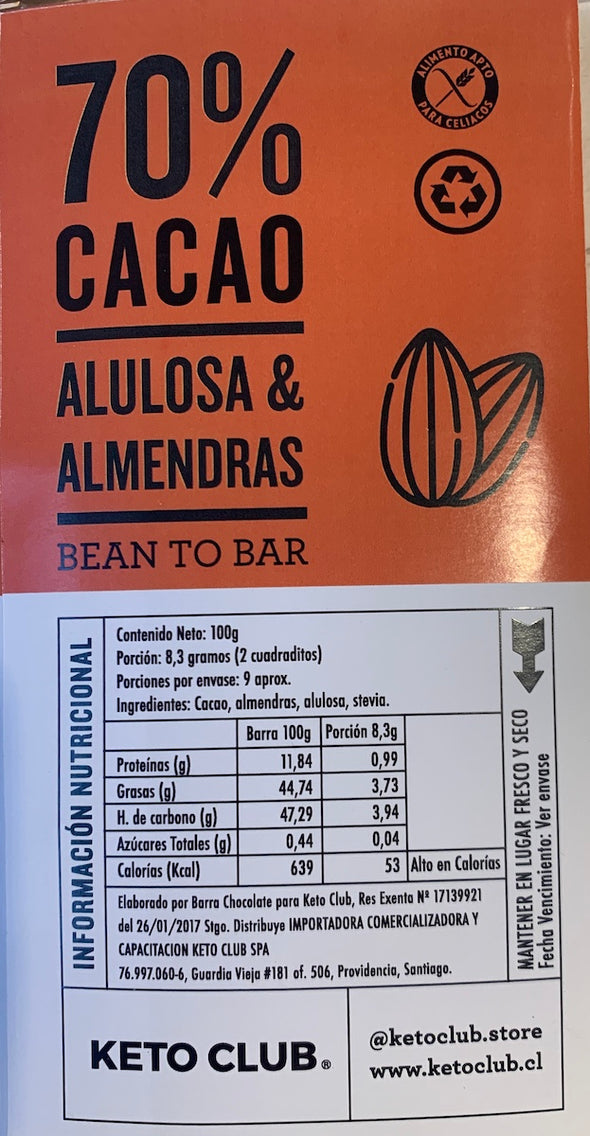 70%
CACAO
ALULOSA &
ALMENDRAS
BEAN TO BAR
ALIMENTO APTO
PARA CELIACOS
INFORMACIÓN NUTRICIONAL
Contenido Neto: 100g
Porción: 8,3 gramos (2 cuadraditos)
Porciones por envase: 9 aprox.
Ingredientes: Cacao, almendras, alulosa, stevia.
Barra 100g Porción 8,3g
Proteínas (g) 11,84 0,99
Grasas (g) 44,74 3,73
H. de carbono (g) 47,29 3,94
Azúcares Totales (g) 0,44 0,04
Calorías (Kcal) 639 53 Alto en Calorías
Elaborado por Barra Chocolate para Keto Club, Res Exenta Nº 17139921
del 26/01/2017 Stgo. Distribuye IMPORTADORA COMERCIALIZADORA Y
CAPACITACION KETO CLUB SPA
76.997.060-6, Guardia Vieja #181 of. 506, Providencia, Santiago.
MANTENER EN LUGAR FRESCO Y SECO
Fecha Vencimiento: Ver envase
KETO CLUB®
@ketoclub.store
www.ketoclub.cl